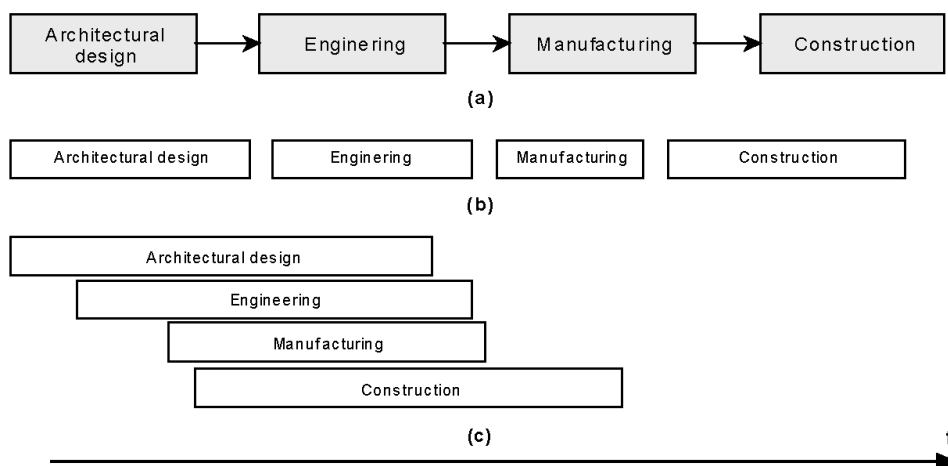 Architectural
design
Enginering
Manufacturing
Construction
(a)
Architectural design
Enginering
Manufacturing
Construction
(b)
Architectural design
Engineering
Manufacturing
Construction
(c)